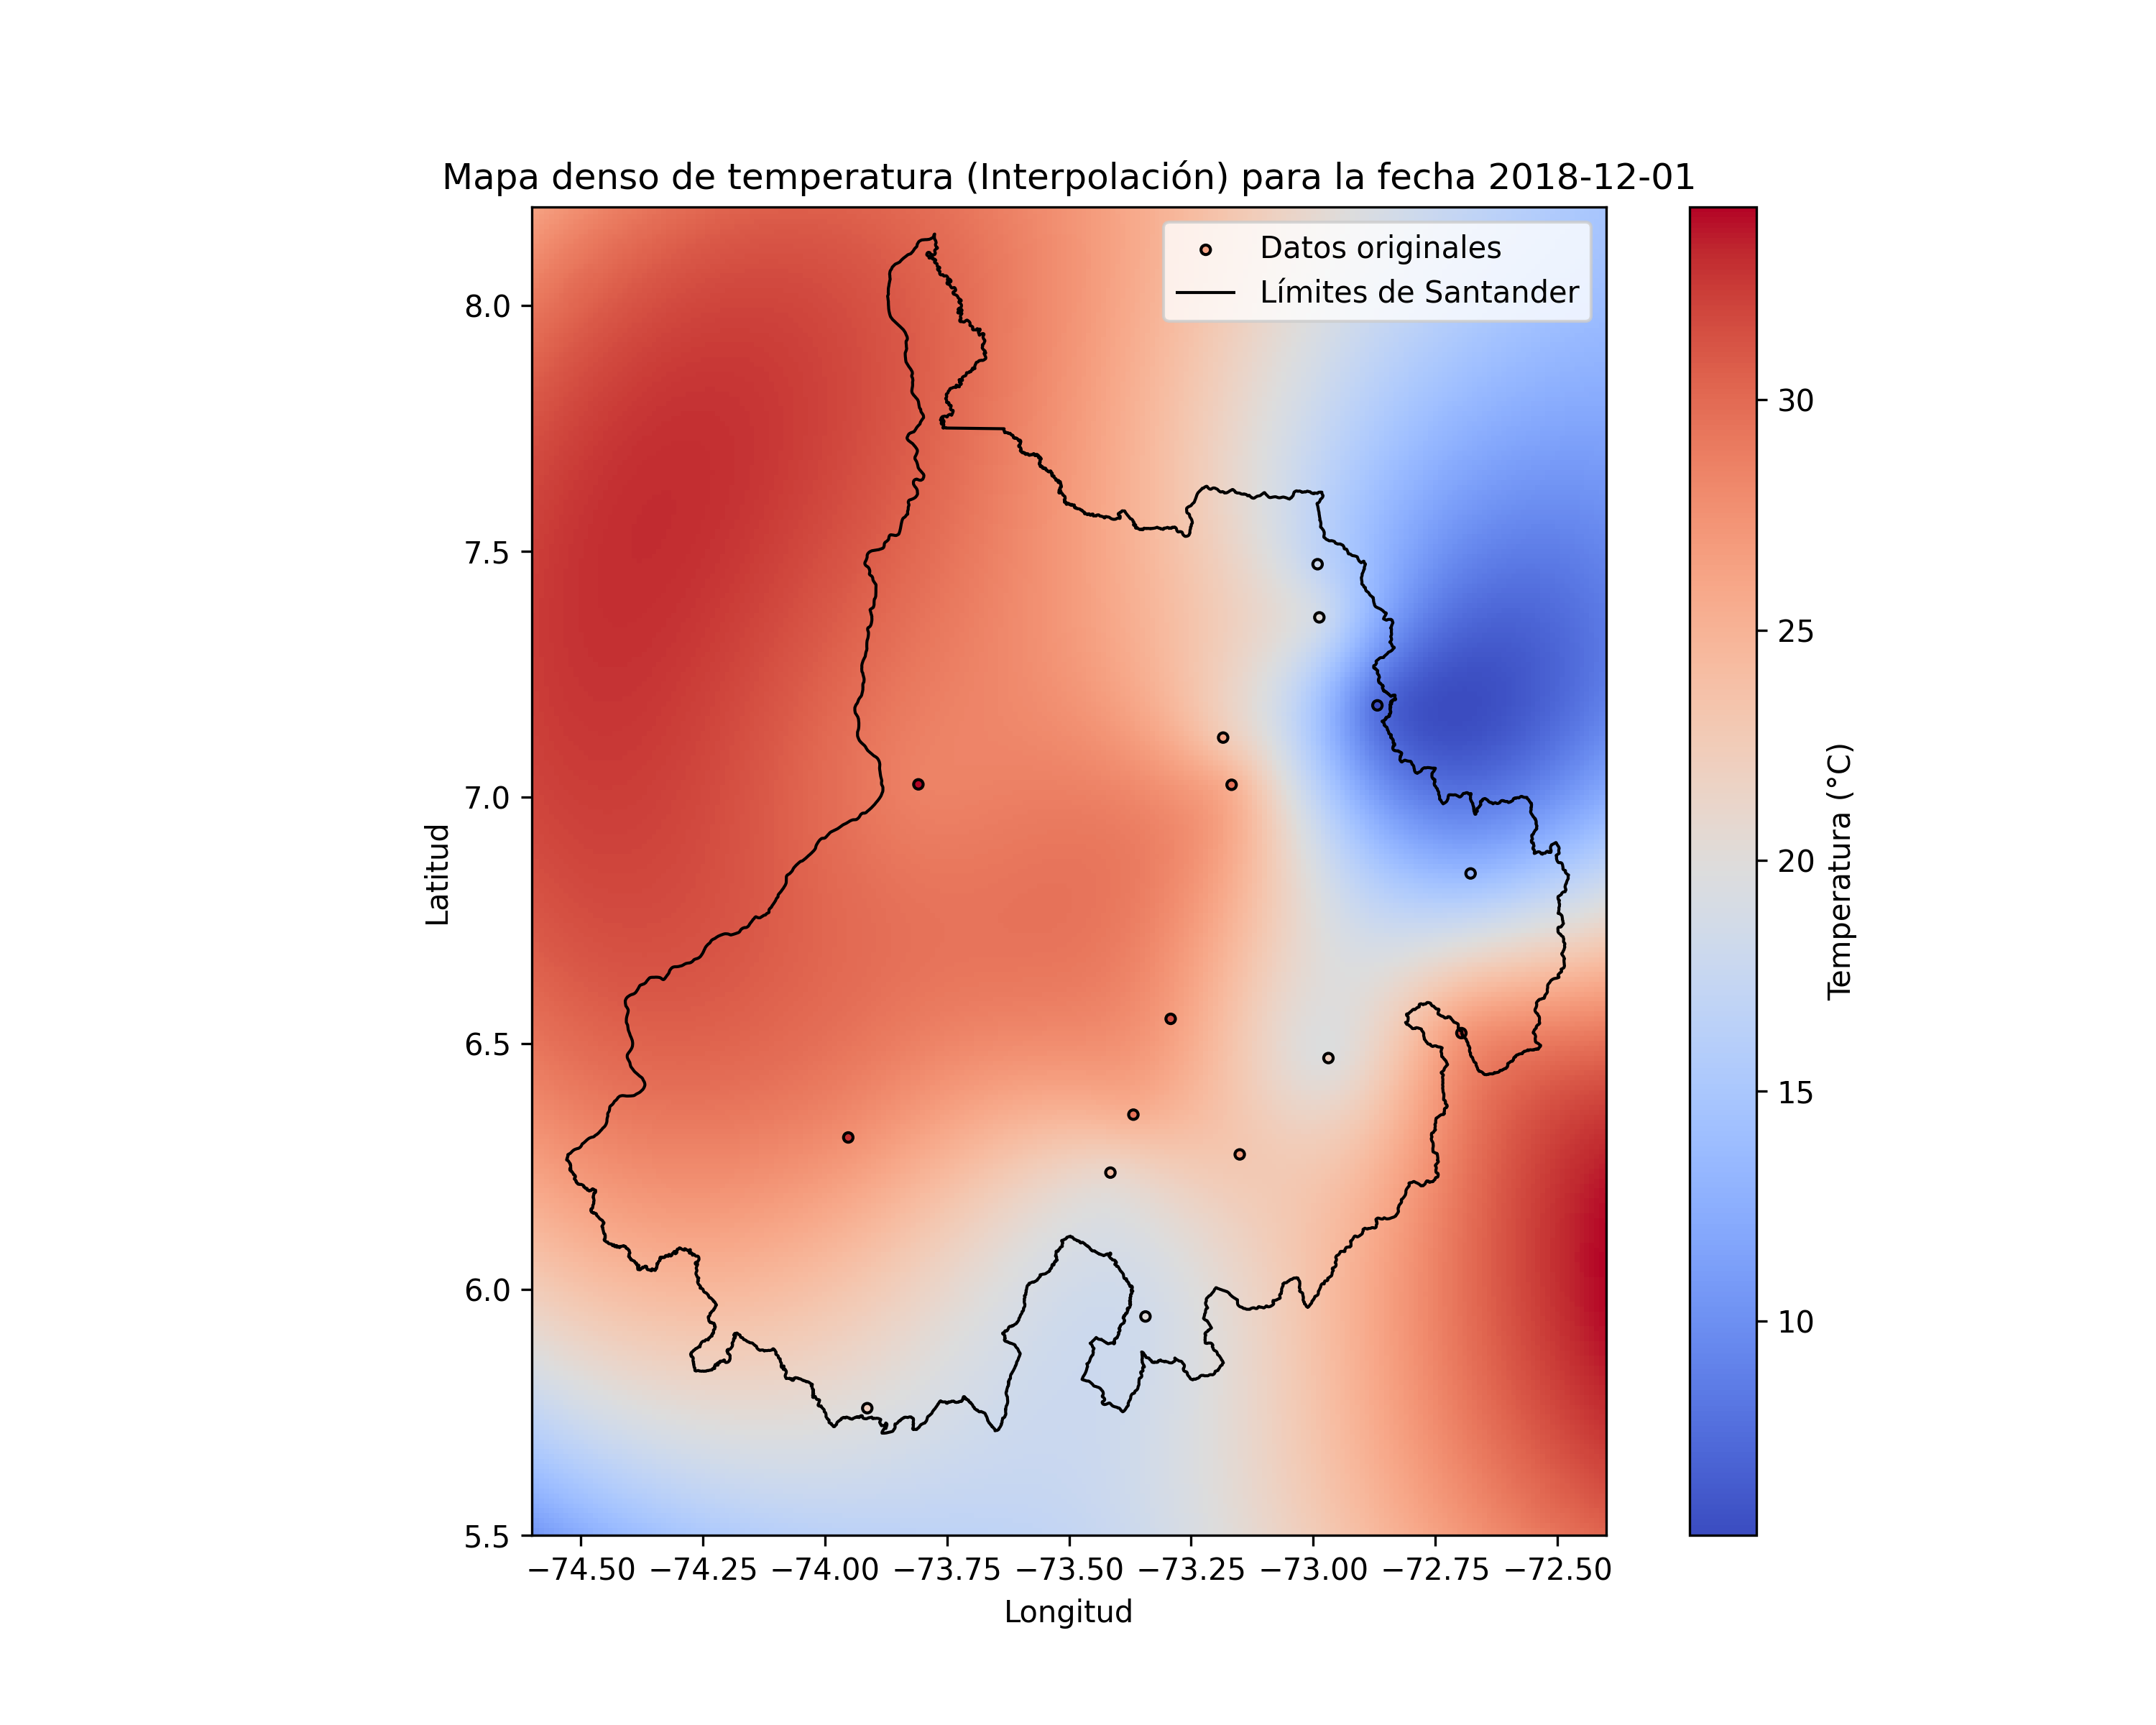 Mapa denso de temperatura (Interpolación) para la fecha 2018-12-01
Datos originales
Límites de Santander
8.0
7.5
7.0
6.5
6.0
5.5
Latitud
−74.50 −74.25 −74.00 −73.75 −73.50 −73.25 −73.00 −72.75 −72.50
Longitud
30
25
20
15
10
Temperatura (°C)